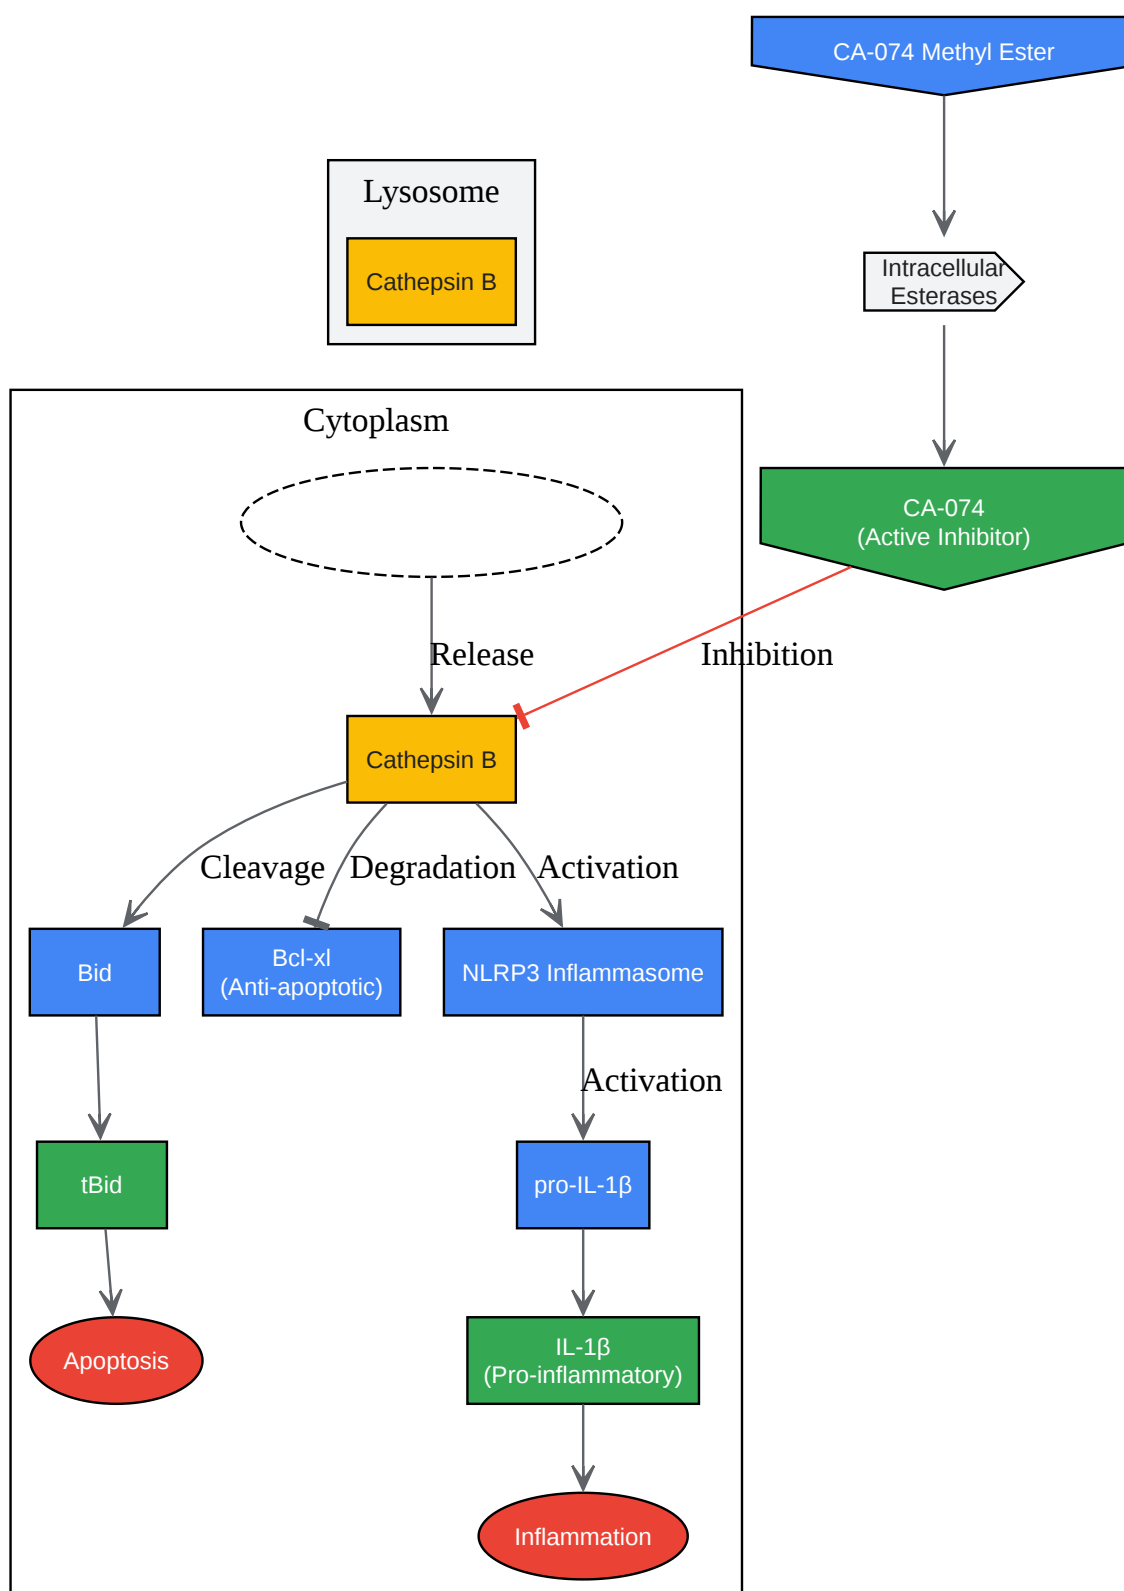 CA-074 Methyl Ester
Lysosome
Cathepsin B
Intracellular
Esterases
Cytoplasm
CA-074
(Active Inhibitor)
Release
Inhibition
Cathepsin B
Cleavage
Degradation
Activation
Bid
Bcl-xl
(Anti-apoptotic)
NLRP3 Inflammasome
Activation
tBid
pro-IL-1β
Apoptosis
IL-1β
(Pro-inflammatory)
Inflammation